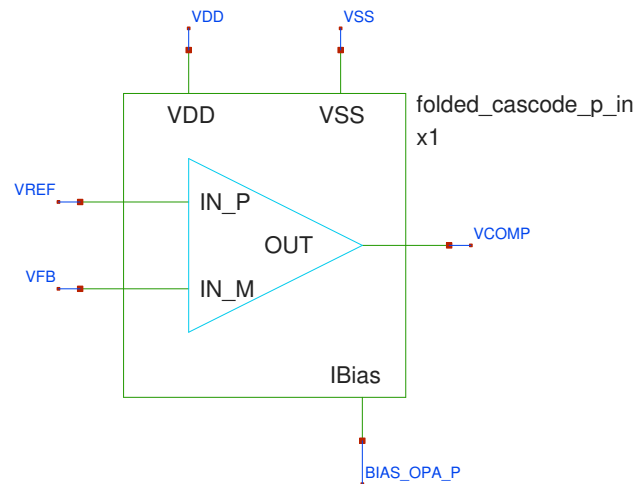 VDD
VSS
VDD
VSS
folded_cascode_p_in
x1
VREF
IN_P
OUT
VCOMP
VFB
IN_M
IBias
BIAS_OPA_P